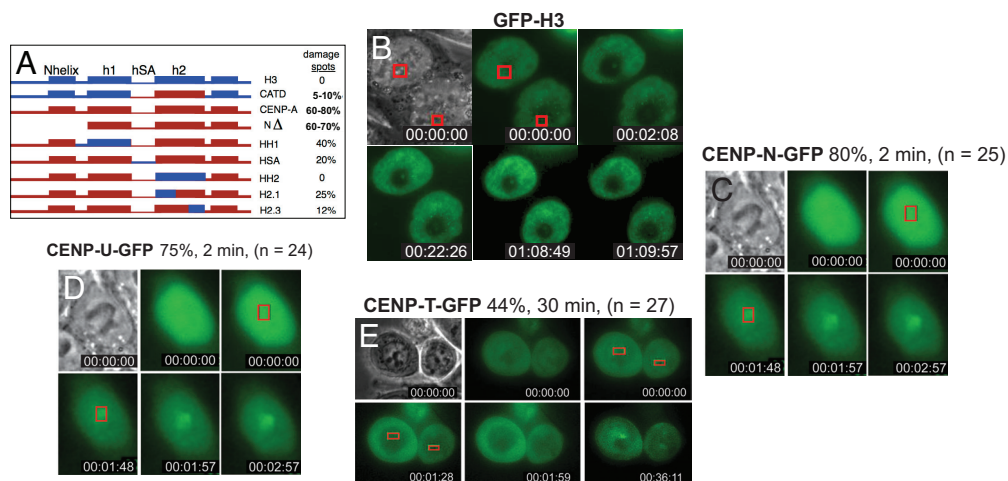 A
Nhelix h1 hSA h2
damage
spots
H3 0
CATD 5-10%
CENP-A 60-80%
N Δ 60-70%
HH1 40%
HSA 20%
HH2 0
H2.1 25%
H2.3 12%
GFP-H3
B
00:00:00 00:00:00 00:02:08
00:22:26 01:08:49 01:09:57
CENP-N-GFP 80%, 2 min, (n = 25)
C
00:00:00 00:00:00 00:00:00
00:01:48 00:01:57 00:02:57
CENP-U-GFP 75%, 2 min, (n = 24)
D
00:00:00 00:00:00 00:00:00
00:01:48 00:01:57 00:02:57
CENP-T-GFP 44%, 30 min, (n = 27)
E
00:00:00 00:00:00 00:00:00
00:01:28 00:01:59 00:36:11